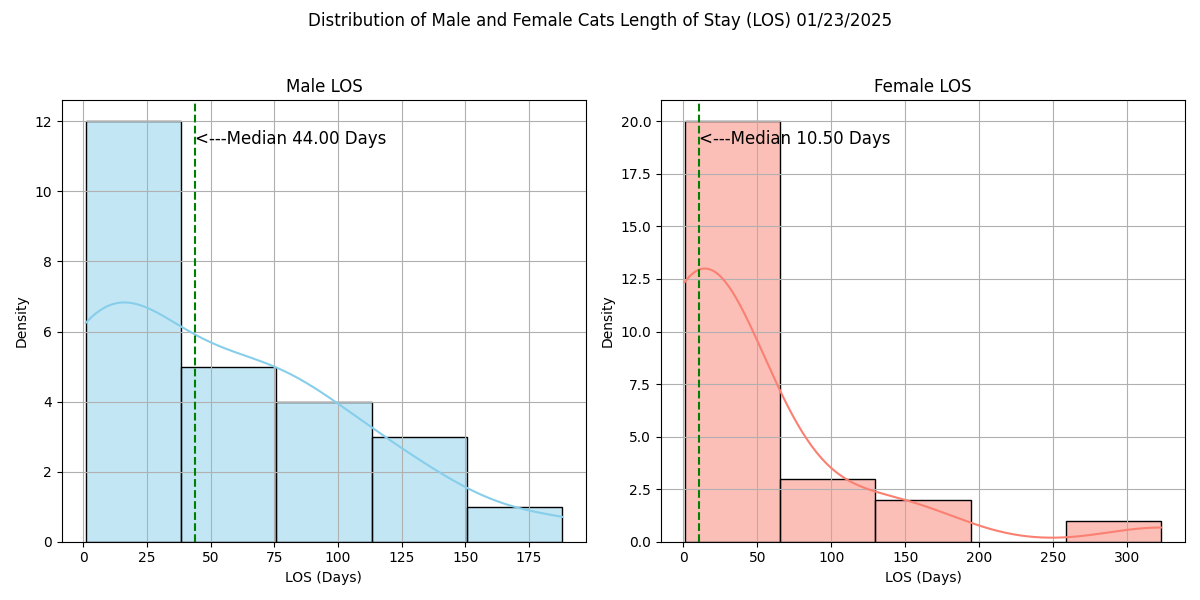 Distribution of Male and Female Cats Length of Stay (LOS) 01/23/2025
Male LOS
12
10
8
6
4
2
0
Density
<---Median 44.00 Days
0 25 50 75 100 125 150 175
LOS (Days)
Female LOS
20.0
17.5
15.0
12.5
10.0
7.5
5.0
2.5
0.0
Density
<---Median 10.50 Days
0 50 100 150 200 250 300
LOS (Days)